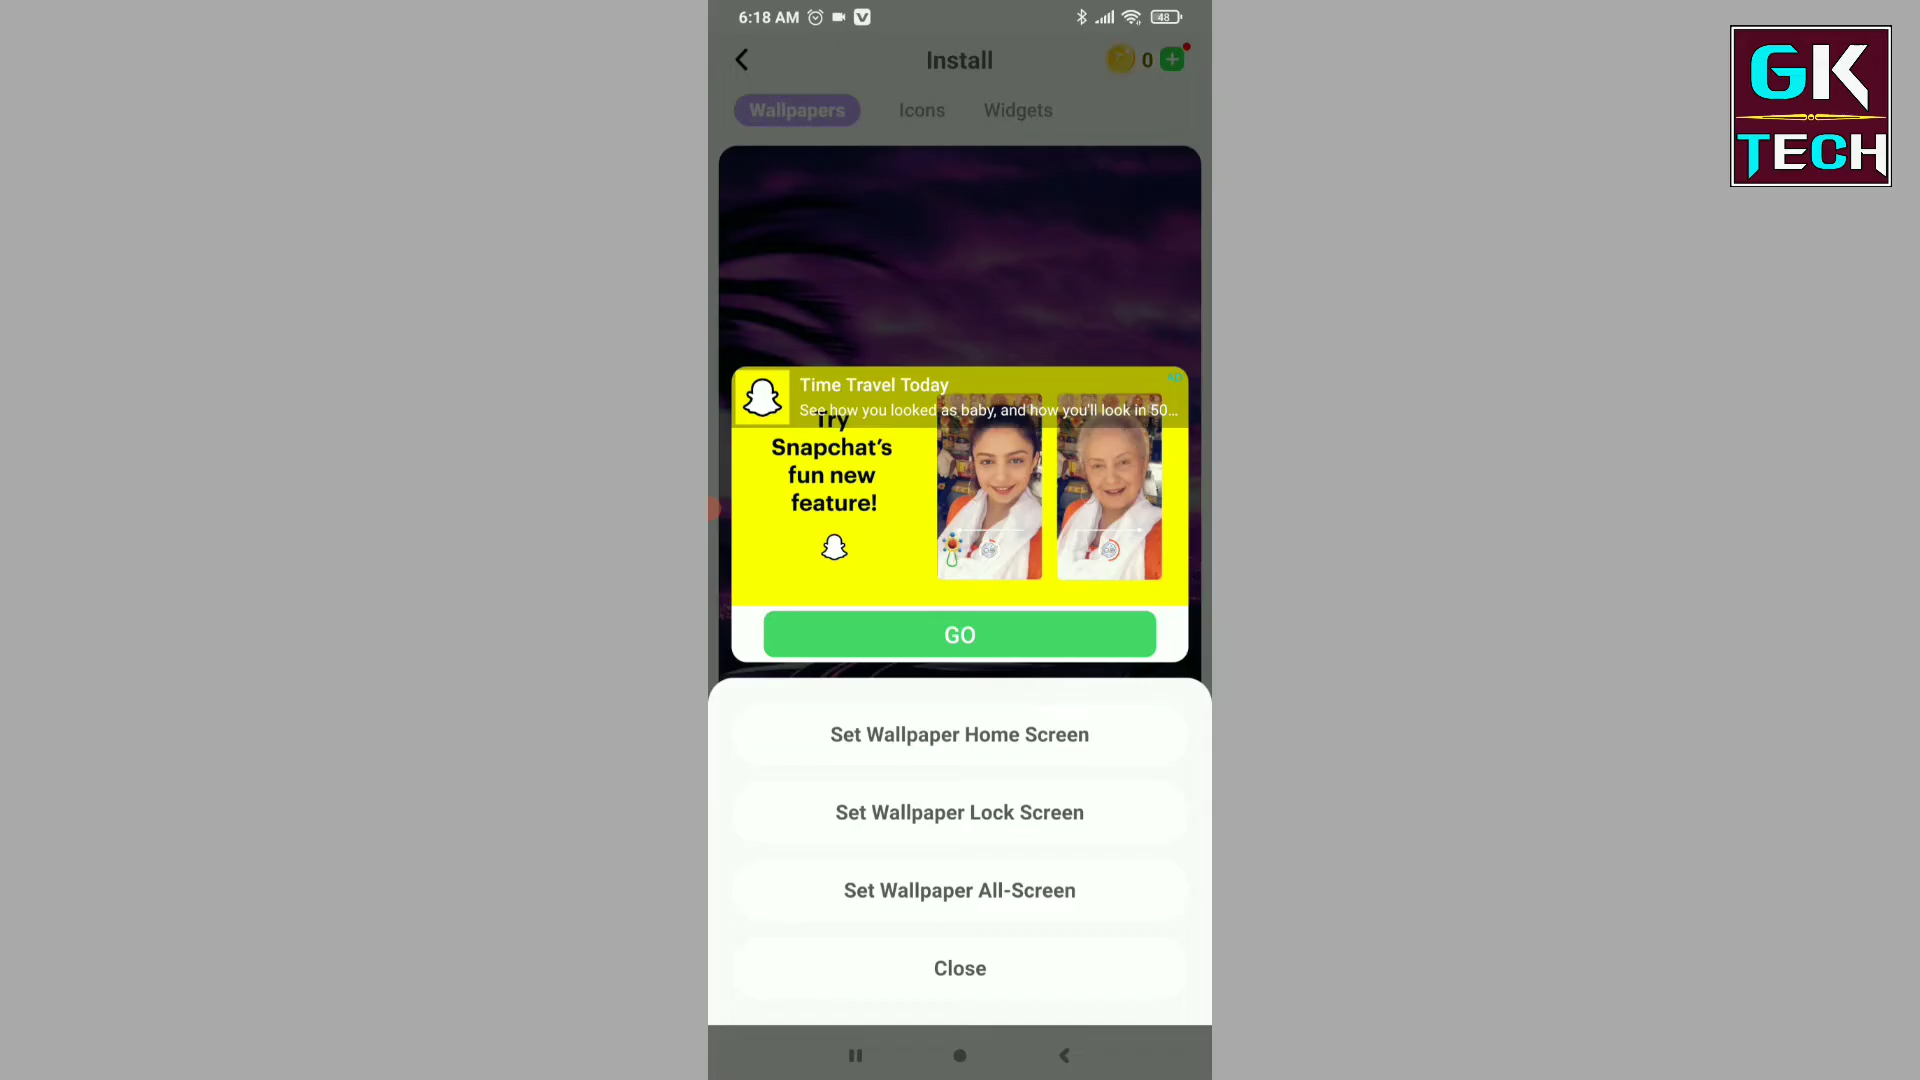 6:18 AM
48
Install
0
Wallpapers
Icons
Widgets
Time Travel Today
AD
See how you looked as baby, and how you'll look in 50...
Try
Snapchat's
fun new
feature!
GO
Set Wallpaper Home Screen
Set Wallpaper Lock Screen
Set Wallpaper All-Screen
Close
GK
TECH